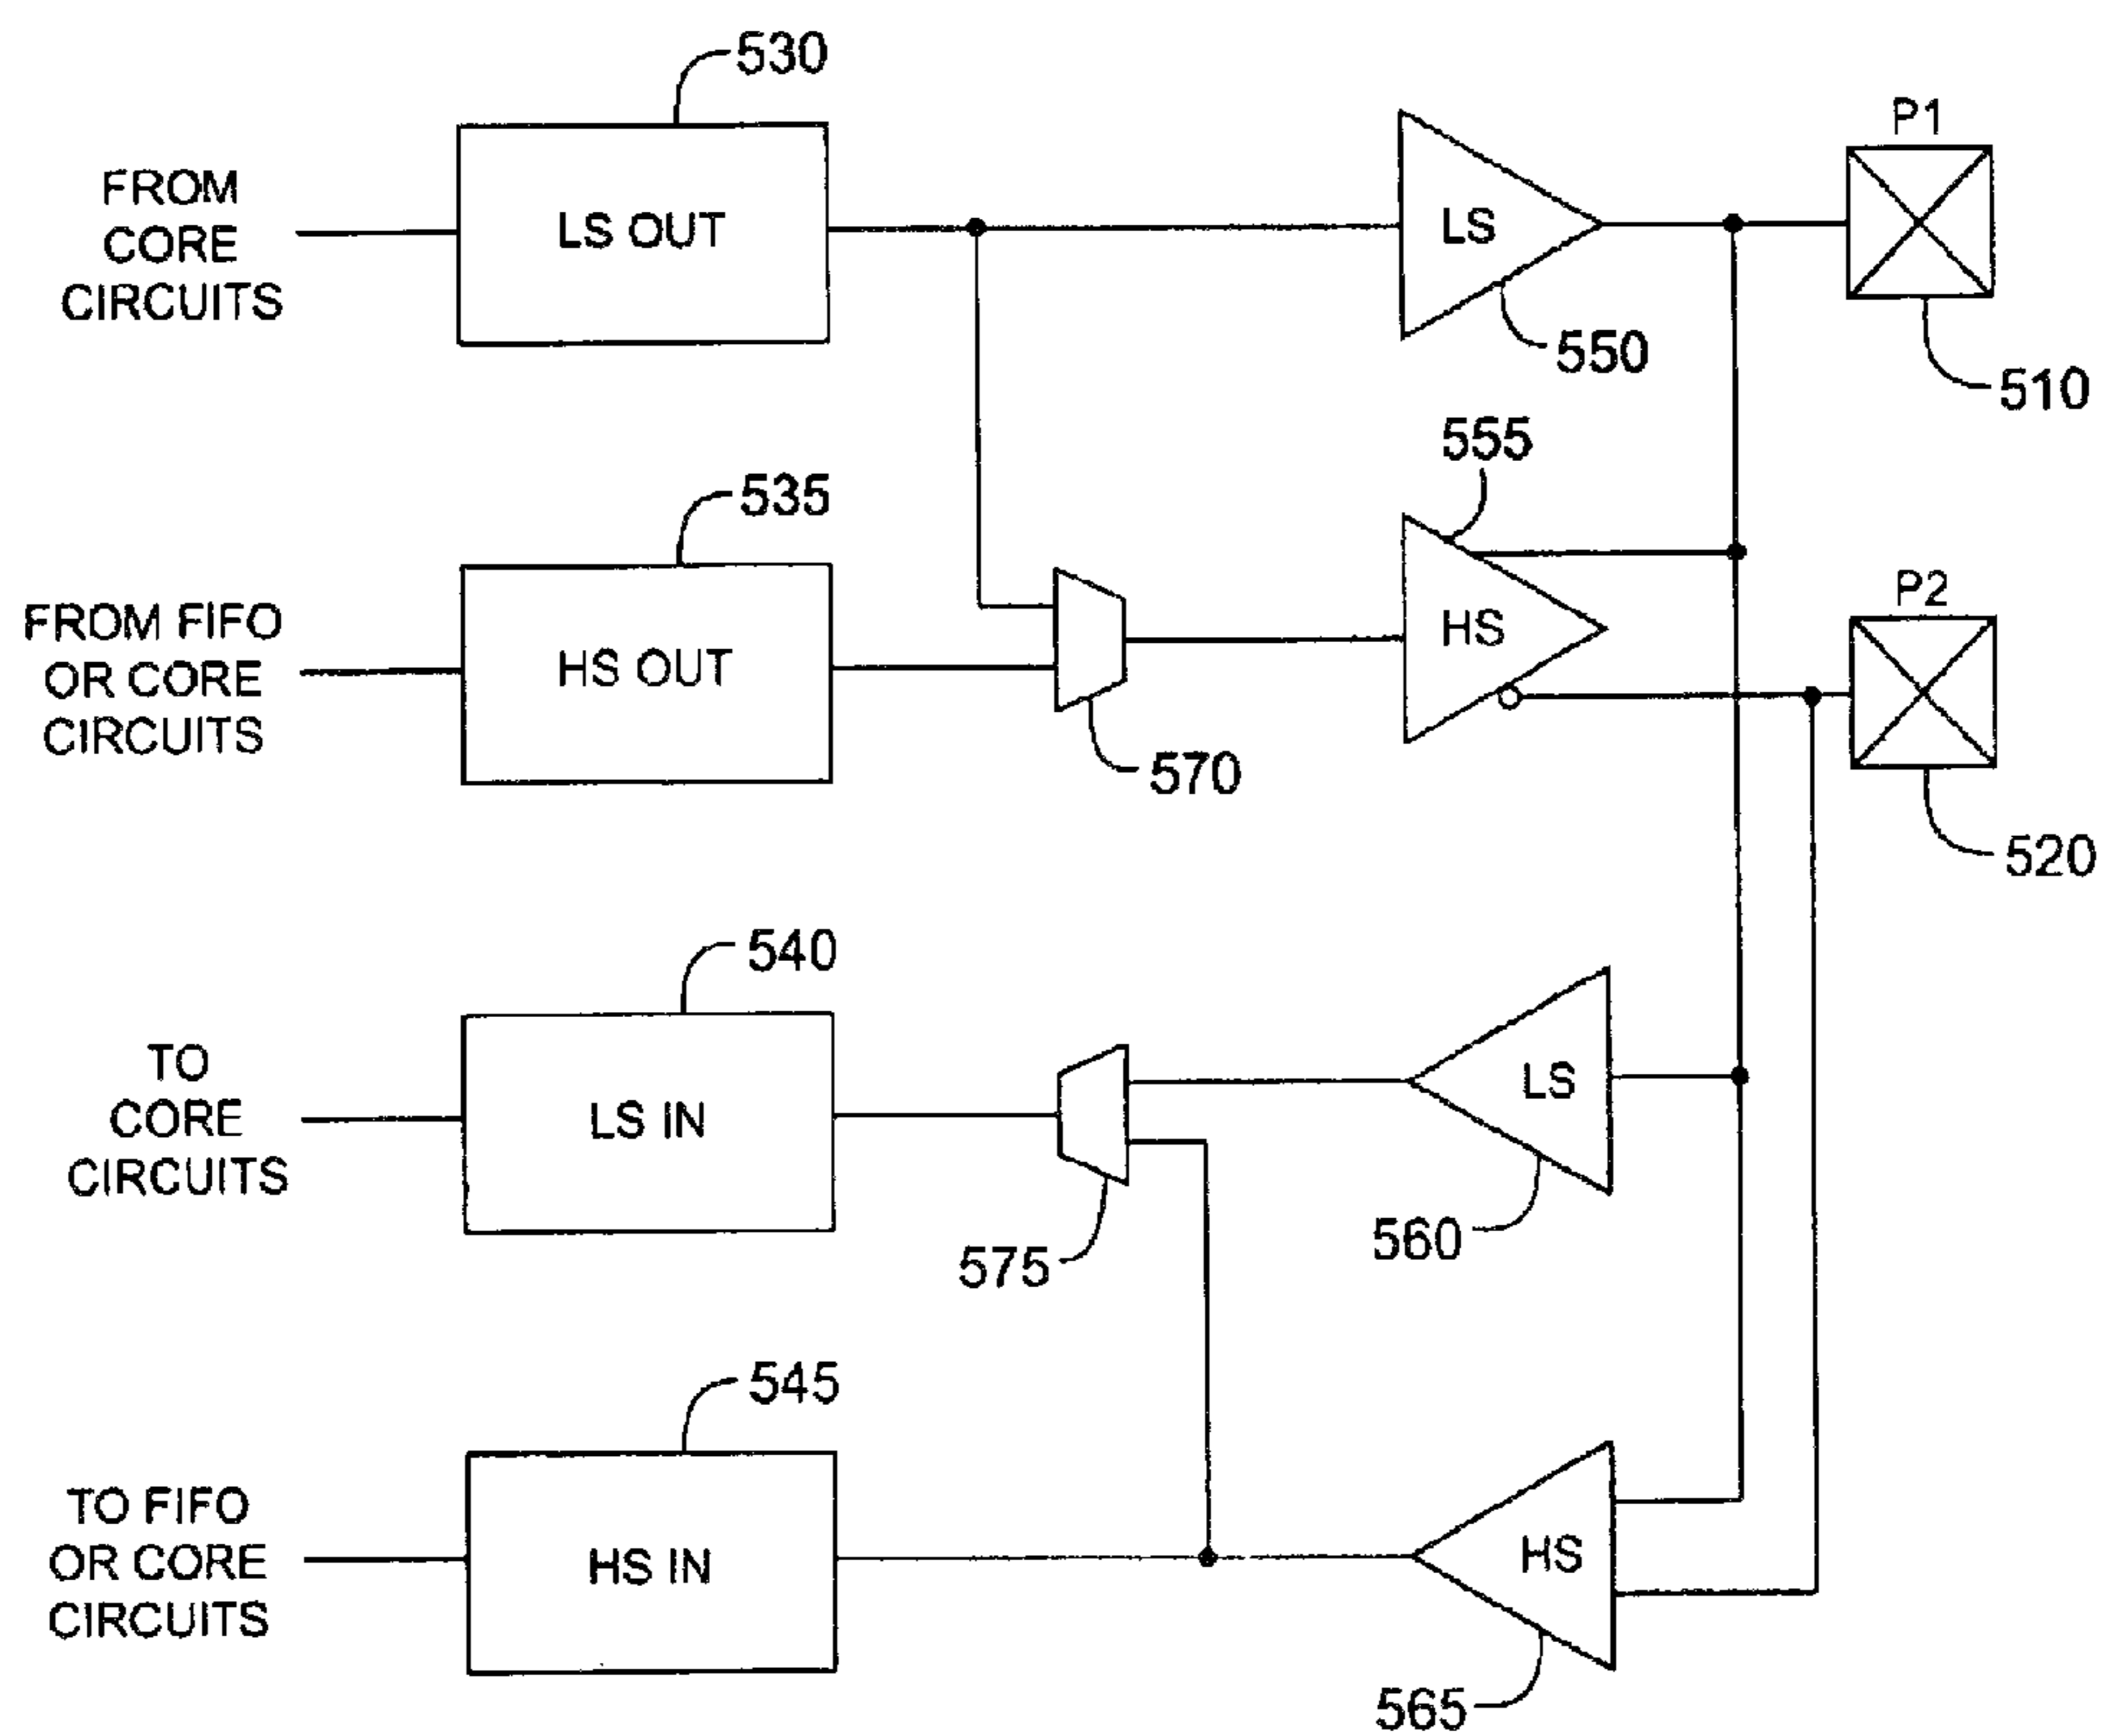 530
P1
FROM
CORE
CIRCUITS
LS OUT
LS
550
510
555
535
P2
FROM FIFO
OR CORE
CIRCUITS
HS OUT
HS
570
520
540
TO
CORE
CIRCUITS
LS IN
LS
575
560
545
TO FIFO
OR CORE
CIRCUITS
HS IN
HS
565